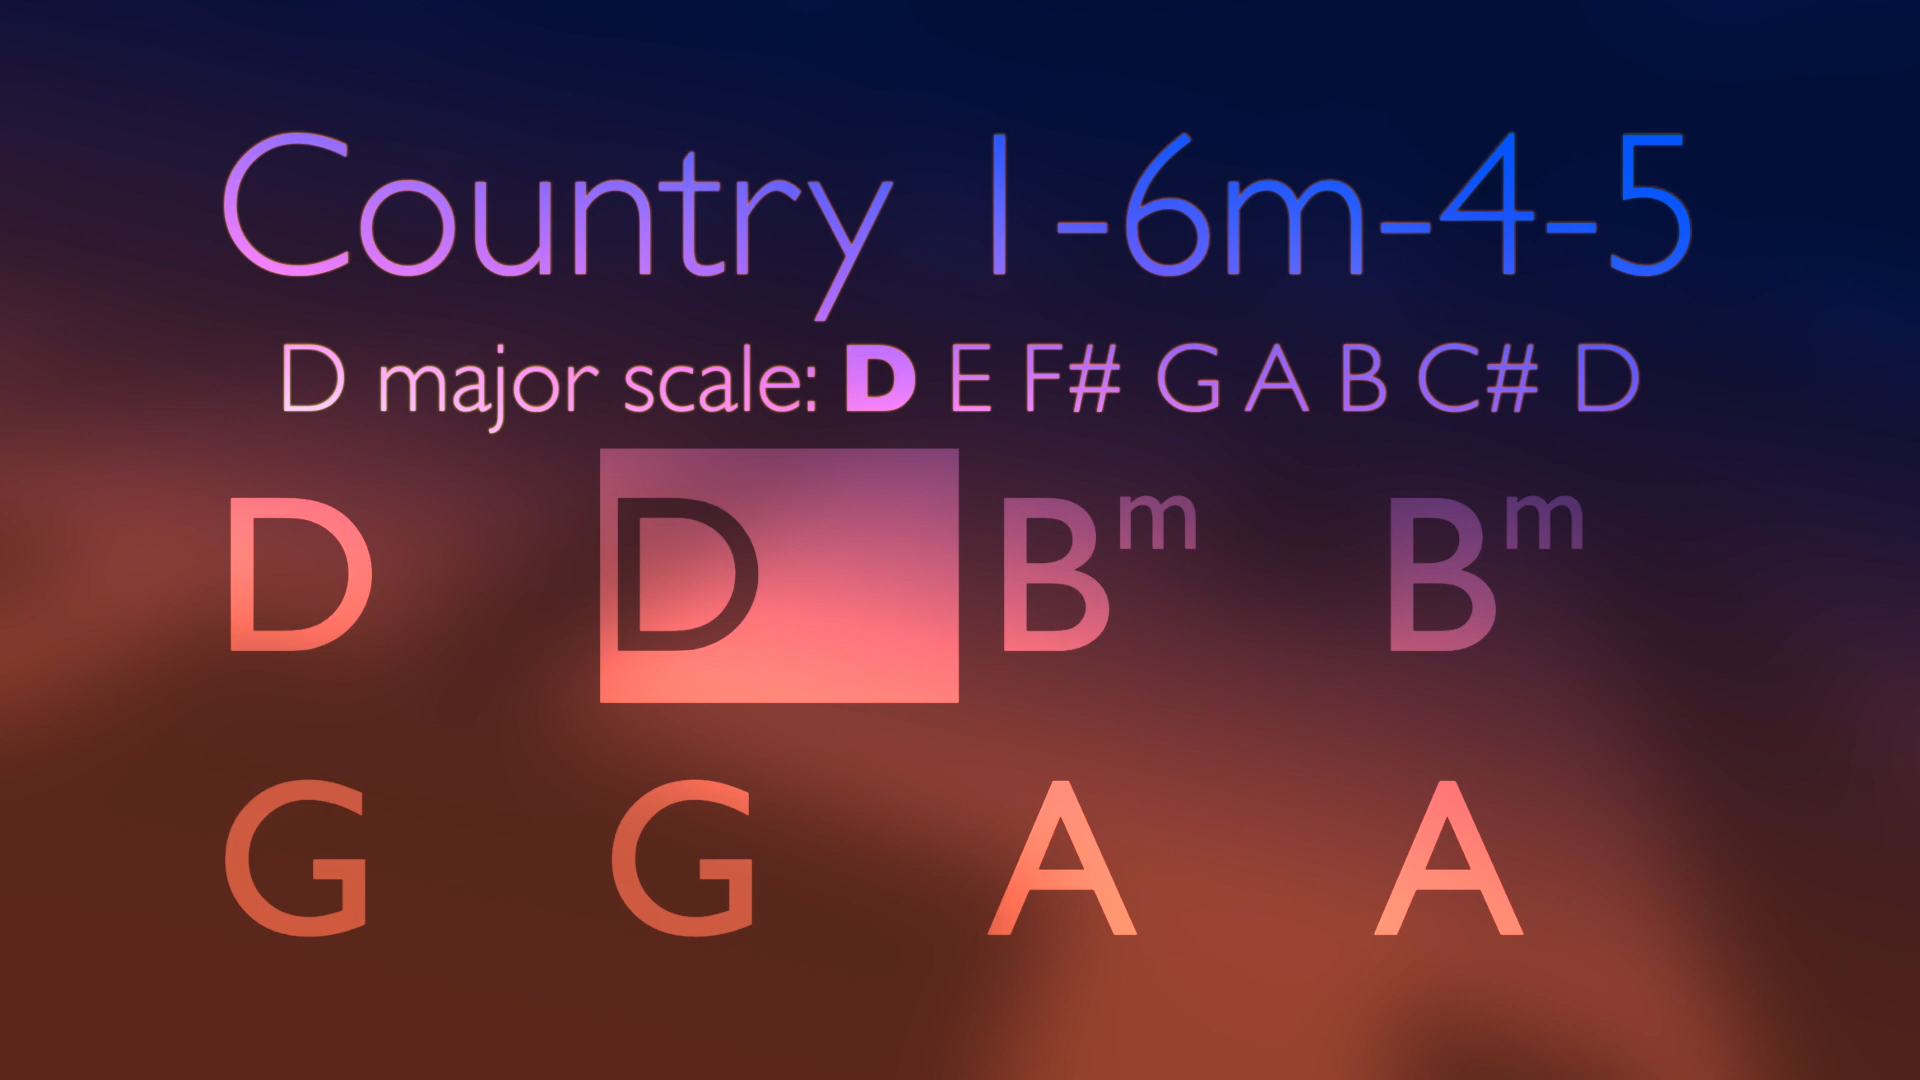 Country 1-6m-4-5
D major scale: D E F# G A B C# D
D D Bm Bm
G G A A